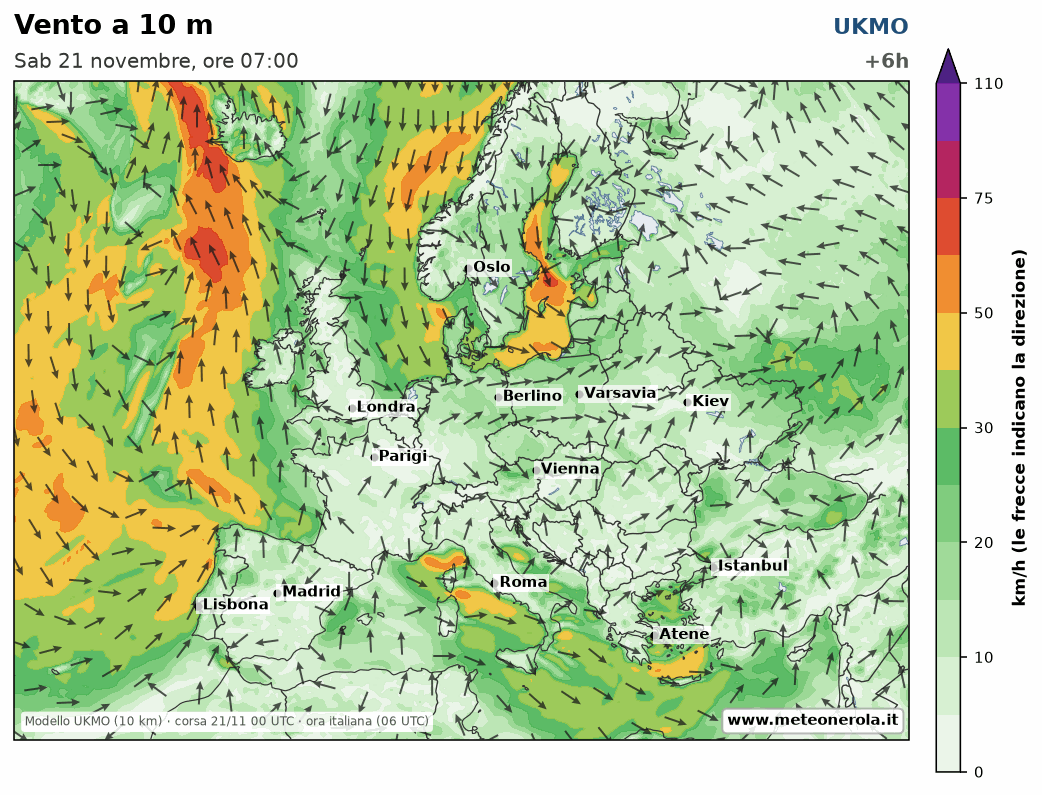 Vento a 10 m
UKMO
Sab 21 novembre, ore 07:00
+6h
110
75
50
30
20
10
0
km/h (le frecce indicano la direzione)
Oslo
Londra
Berlino
Varsavia
Kiev
Parigi
Vienna
Istanbul
Roma
Madrid
Lisbona
Atene
Modello UKMO (10 km) · corsa 21/11 00 UTC · ora italiana (06 UTC)
www.meteonerola.it